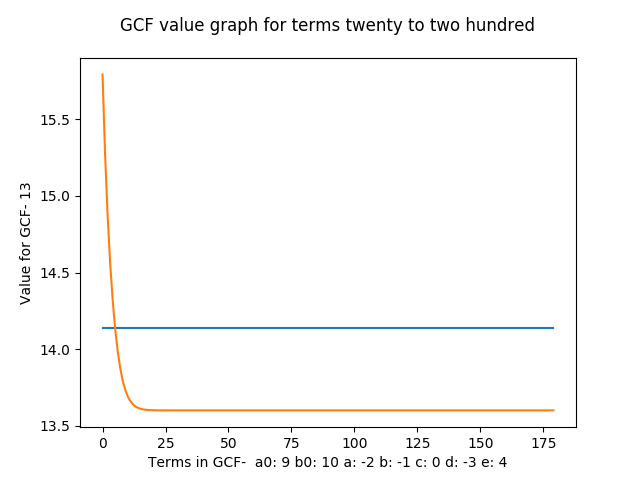 GCF value graph for terms twenty to two hundred
Value for GCF- 13
15.5
15.0
14.5
14.0
13.5
0 25 50 75 100 125 150 175
Terms in GCF-  a0: 9 b0: 10 a: -2 b: -1 c: 0 d: -3 e: 4